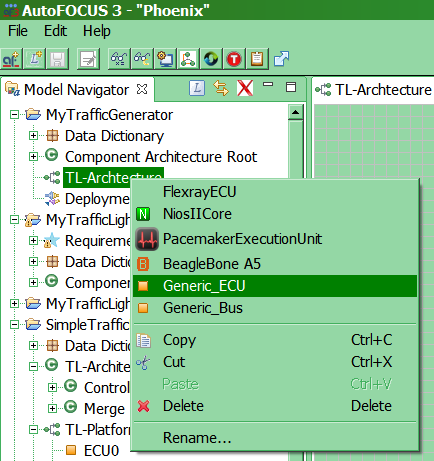 AutoFOCUS 3 - "Phoenix"
File Edit Help
Model Navigator
TL-Archtecture
MyTrafficGenerator
Data Dictionary
Component Architecture Root
TL-Archtecture
Deployme
MyTrafficLigh
Requireme
Data Dictio
Componen
MyTrafficLigh
SimpleTraffic
Data Dictio
TL-Archite
Control
Merge
TL-Platfor
ECU0
FlexrayECU
NiosIICore
PacemakerExecutionUnit
BeagleBone A5
Generic_ECU
Generic_Bus
Copy Ctrl+C
Cut Ctrl+X
Paste Ctrl+V
Delete Delete
Rename...